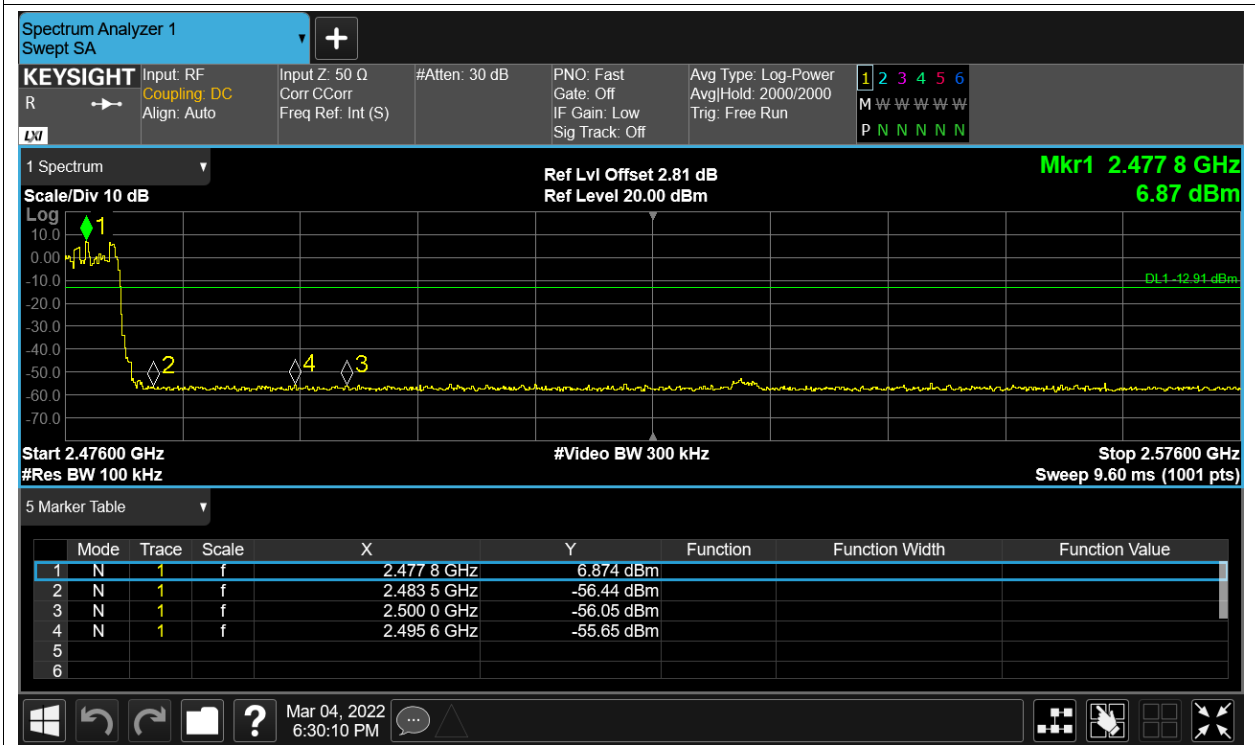 Spectrum Analyzer 1
Swept SA
+
KEYSIGHT Input: RF Input Z: 50 Ω #Atten: 30 dB PNO: Fast Avg Type: Log-Power 1 2 3 4 5 6
R Coupling: DC Corr CCorr Gate: Off Avg|Hold: 2000/2000 M W W W W W
Align: Auto Freq Ref: Int (S) IF Gain: Low Trig: Free Run
LXI Sig Track: Off P N N N N N
1 Spectrum Ref Lvl Offset 2.81 dB Mkr1 2.477 8 GHz
Scale/Div 10 dB Ref Level 20.00 dBm 6.87 dBm
Log
1
10.0
0.00
-10.0
DL1 -12.91 dBm
-20.0
-30.0
-40.0
2 4 3
-50.0
-60.0
-70.0
Start 2.47600 GHz #Video BW 300 kHz Stop 2.57600 GHz
#Res BW 100 kHz Sweep 9.60 ms (1001 pts)
5 Marker Table
Mode Trace Scale X Y Function Function Width Function Value
1 N 1 f 2.477 8 GHz 6.874 dBm
2 N 1 f 2.483 5 GHz -56.44 dBm
3 N 1 f 2.500 0 GHz -56.05 dBm
4 N 1 f 2.495 6 GHz -55.65 dBm
5
6
? Mar 04, 2022
6:30:10 PM